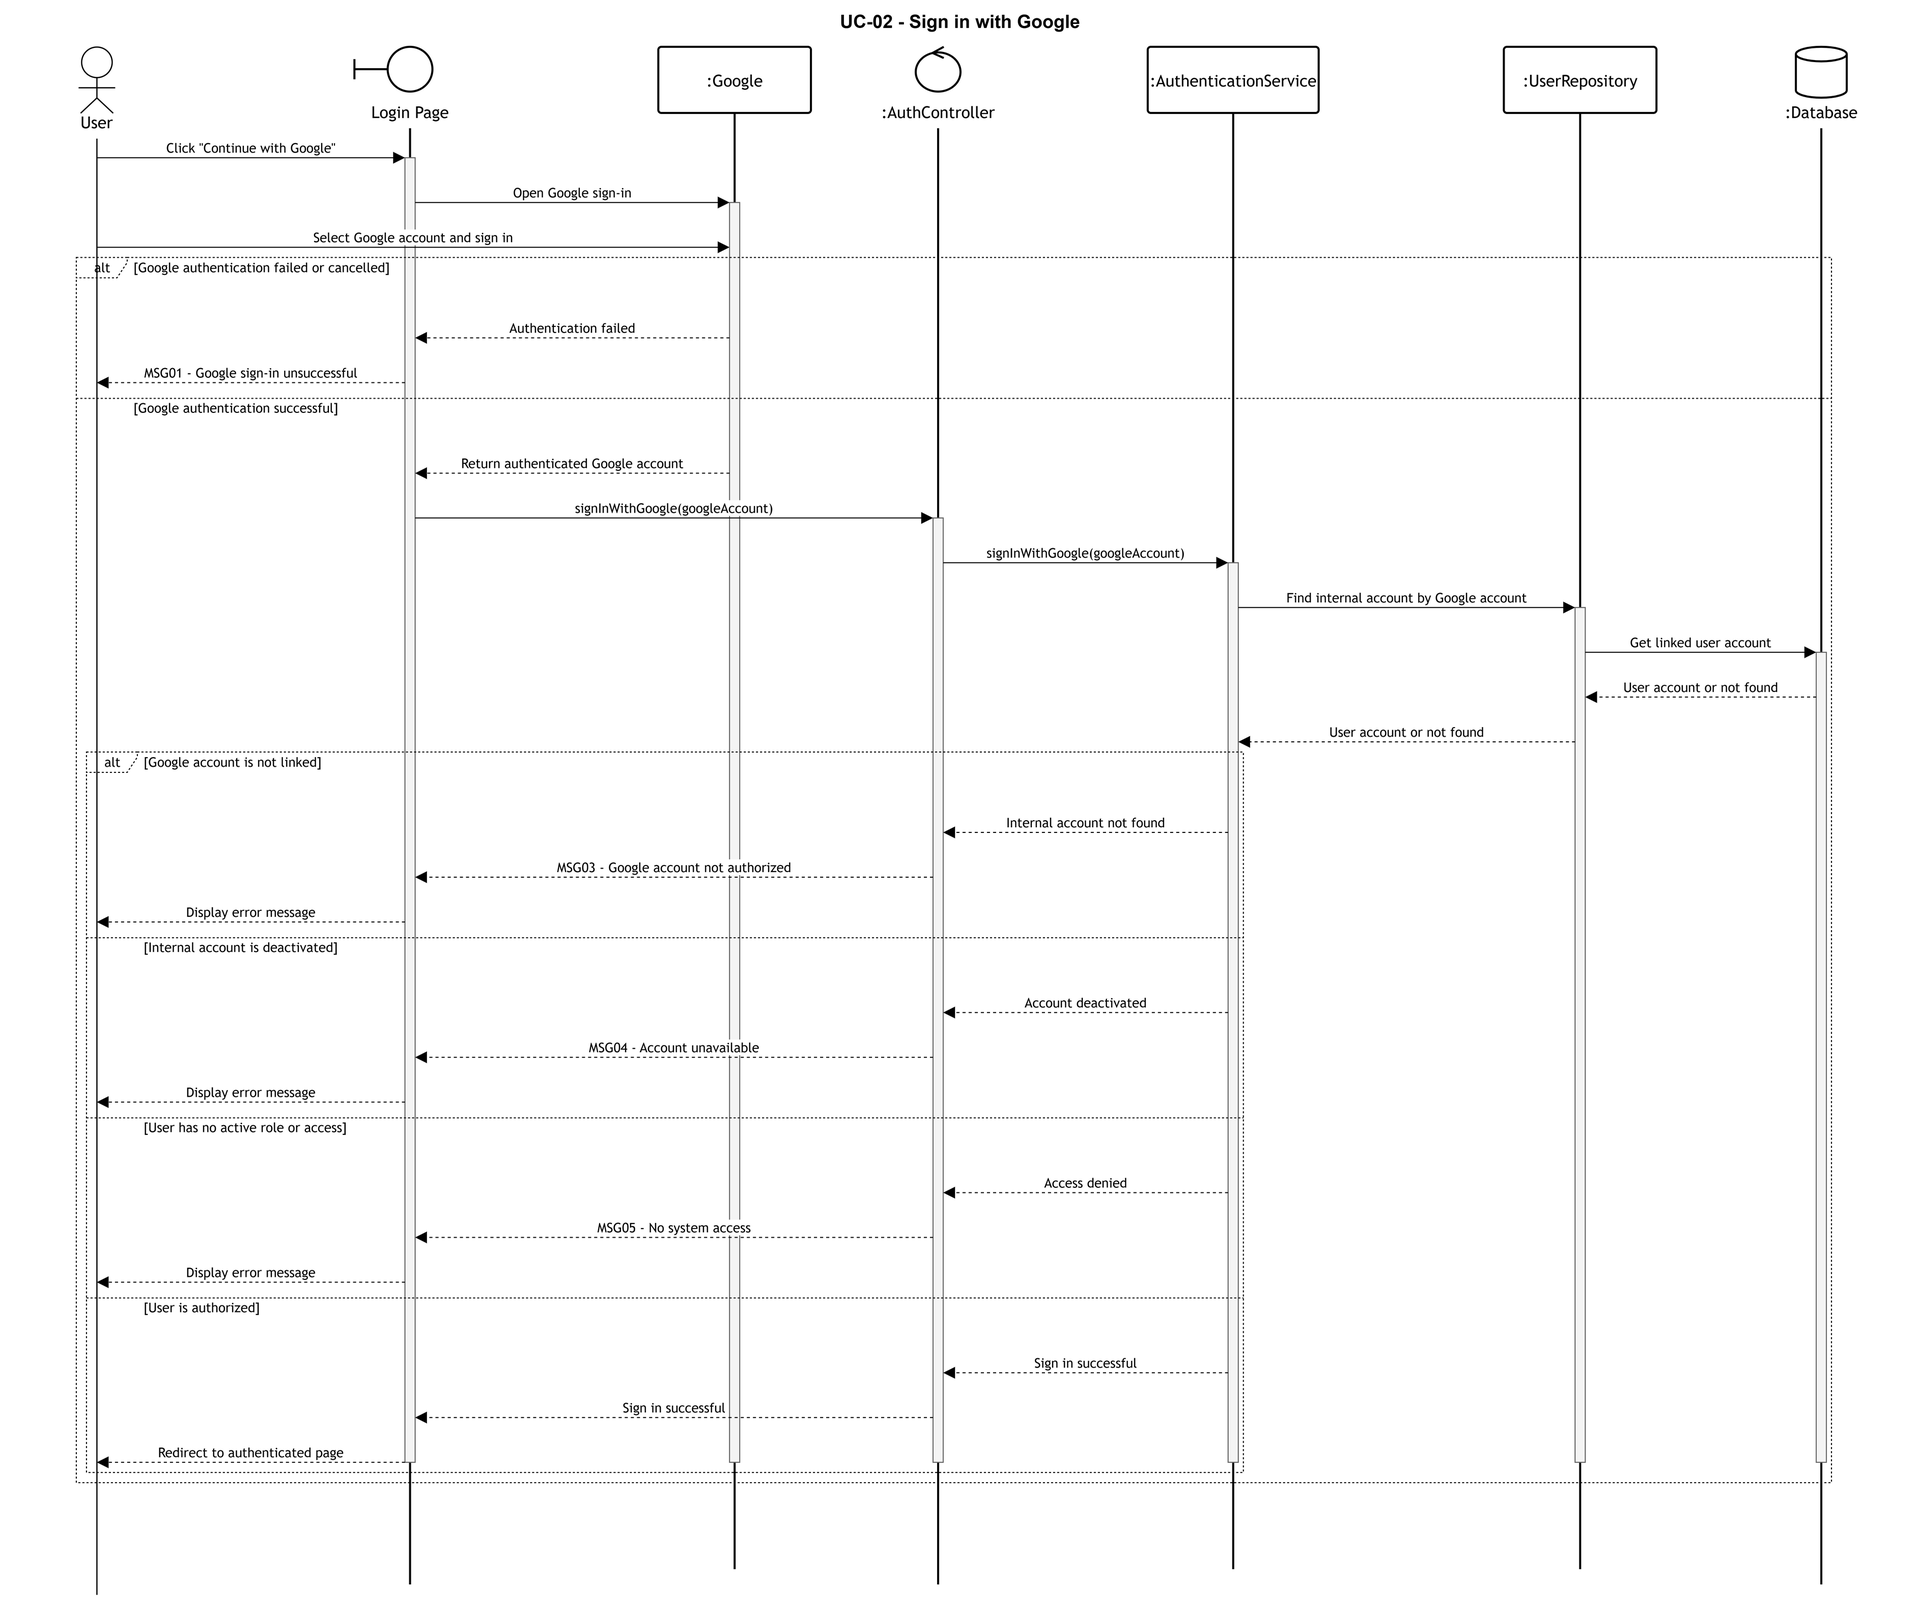 UC-02 - Sign in with Google
User
Login Page
:Google
:AuthController
:AuthenticationService
:UserRepository
:Database
Click "Continue with Google"
Open Google sign-in
Select Google account and sign in
alt [Google authentication failed or cancelled]
Authentication failed
MSG01 - Google sign-in unsuccessful
[Google authentication successful]
Return authenticated Google account
signInWithGoogle(googleAccount)
signInWithGoogle(googleAccount)
Find internal account by Google account
Get linked user account
User account or not found
User account or not found
alt [Google account is not linked]
Internal account not found
MSG03 - Google account not authorized
Display error message
[Internal account is deactivated]
Account deactivated
MSG04 - Account unavailable
Display error message
[User has no active role or access]
Access denied
MSG05 - No system access
Display error message
[User is authorized]
Sign in successful
Sign in successful
Redirect to authenticated page